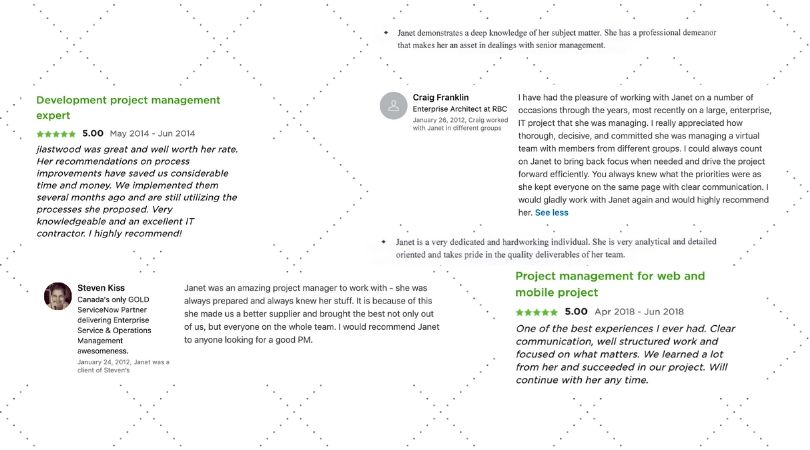 Janet demonstrates a deep knowledge of her subject matter. She has a professional demeanor
that makes her an asset in dealings with senior management.
Development project management
expert
5.00 May 2014 - Jun 2014
jlastwood was great and well worth her rate.
Her recommendations on process
improvements have saved us considerable
time and money. We implemented them
several months ago and are still utilizing the
processes she proposed. Very
knowledgeable and an excellent IT
contractor. I highly recommend!
Craig Franklin
Enterprise Architect at RBC
January 26, 2012, Craig worked
with Janet in different groups
I have had the pleasure of working with Janet on a number of
occasions through the years, most recently on a large, enterprise,
IT project that she was managing. I really appreciated how
thorough, decisive, and committed she was managing a virtual
team with members from different groups. I could always count
on Janet to bring back focus when needed and drive the project
forward efficiently. You always knew what the priorities were as
she kept everyone on the same page with clear communication. I
would gladly work with Janet again and would highly recommend
her. See less
Janet is a very dedicated and hardworking individual. She is very analytical and detailed
oriented and takes pride in the quality deliverables of her team.
Steven Kiss
Canada's only GOLD
ServiceNow Partner
delivering Enterprise
Service & Operations
Management
awesomeness.
January 24, 2012, Janet was a
client of Steven's
Janet was an amazing project manager to work with - she was
always prepared and always knew her stuff. It is because of this
she made us a better supplier and brought the best not only out
of us, but everyone on the whole team. I would recommend Janet
to anyone looking for a good PM.
Project management for web and
mobile project
5.00 Apr 2018 - Jun 2018
One of the best experiences I ever had. Clear
communication, well structured work and
focused on what matters. We learned a lot
from her and succeeded in our project. Will
continue with her any time.